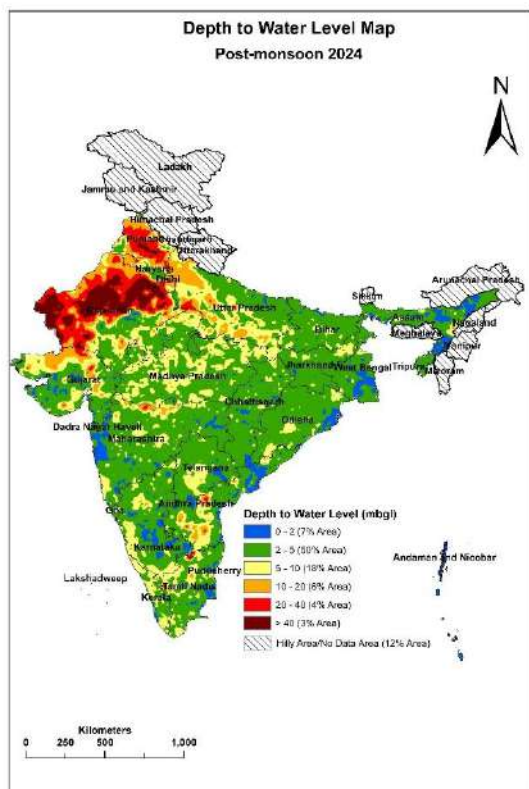 Depth to Water Level Map
Post-monsoon 2024
N
Ladakh
Jammu and Kashmir
Himachal Pradesh
Uttarakhand
Haryana
Delhi
Arunachal Pradesh
Sikkim
Uttar Pradesh
Assam
Nagaland
Bihar
Meghalaya
Manipur
Jharkhand
West Bengal
Tripura
Mizoram
Gujarat
Madhya Pradesh
Chhattisgarh
Odisha
Dadra Nagar Haveli
Maharashtra
Telangana
Goa
Andhra Pradesh
Karnataka
Puducherry
Lakshadweep
Tamil Nadu
Kerala
Andaman and Nicobar
Depth to Water Level (mbgl)
0 - 2 (7% Area)
2 - 5 (50% Area)
5 - 10 (18% Area)
10 - 20 (6% Area)
20 - 40 (4% Area)
> 40 (3% Area)
Hilly Area/No Data Area (12% Area)
Kilometers
0 250 500 1,000